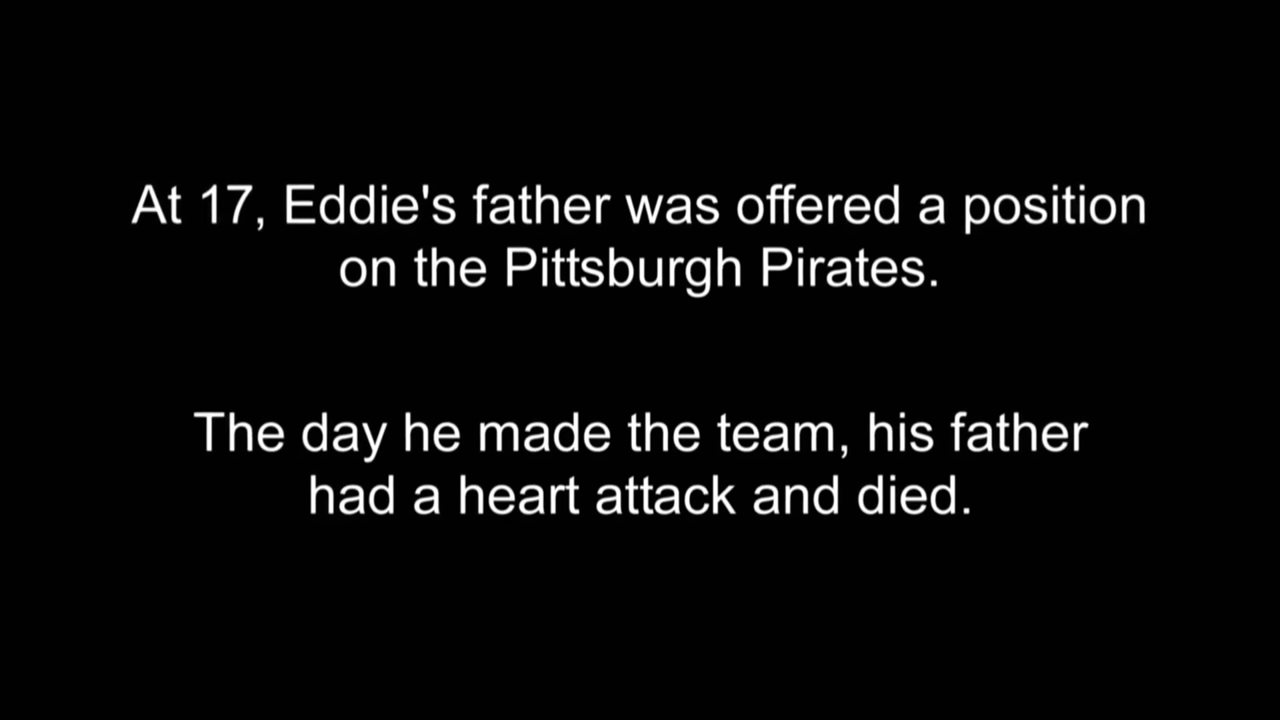 At 17, Eddie's father was offered a position
on the Pittsburgh Pirates.
The day he made the team, his father
had a heart attack and died.